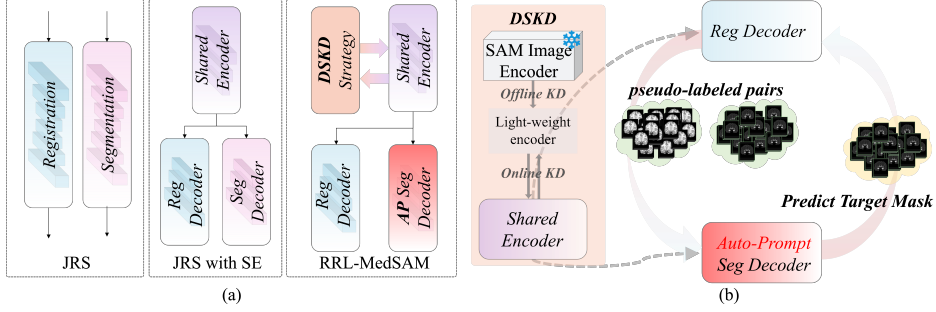 Registration
Segmentation
JRS
Shared
Encoder
Reg
Decoder
Seg
Decoder
JRS with SE
DSKD
Strategy
Shared
Encoder
Reg
Decoder
AP Seg
Decoder
RRL-MedSAM
(a)
DSKD
SAM Image
Encoder
Offline KD
Light-weight
encoder
Online KD
Shared
Encoder
Reg Decoder
pseudo-labeled pairs
Predict Target Mask
Auto-Prompt
Seg Decoder
(b)